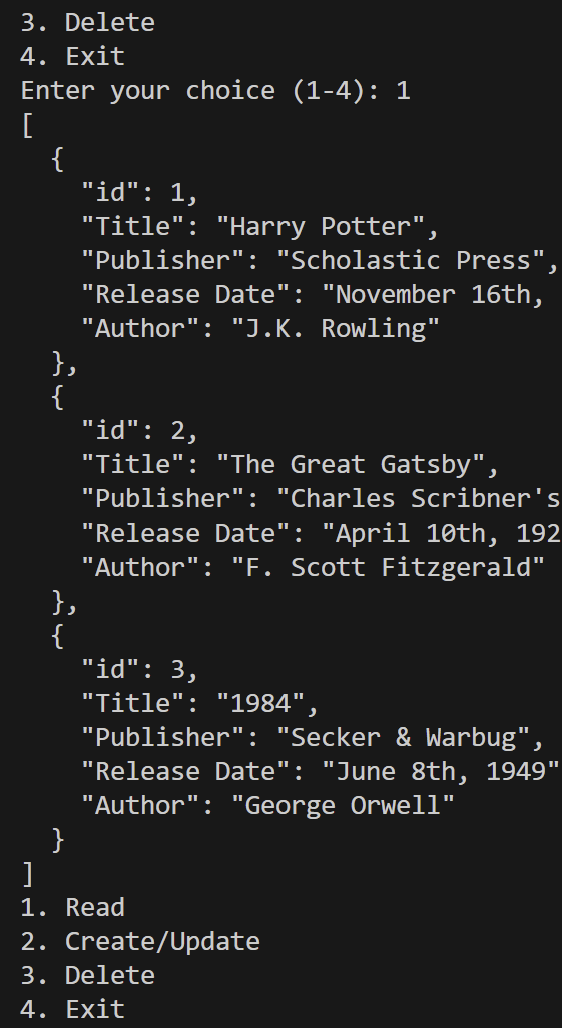 3. Delete
4. Exit
Enter your choice (1-4): 1
[
  {
    "id": 1,
    "Title": "Harry Potter",
    "Publisher": "Scholastic Press",
    "Release Date": "November 16th,
    "Author": "J.K. Rowling"
  },
  {
    "id": 2,
    "Title": "The Great Gatsby",
    "Publisher": "Charles Scribner's
    "Release Date": "April 10th, 192
    "Author": "F. Scott Fitzgerald"
  },
  {
    "id": 3,
    "Title": "1984",
    "Publisher": "Secker & Warbug",
    "Release Date": "June 8th, 1949"
    "Author": "George Orwell"
  }
]
1. Read
2. Create/Update
3. Delete
4. Exit